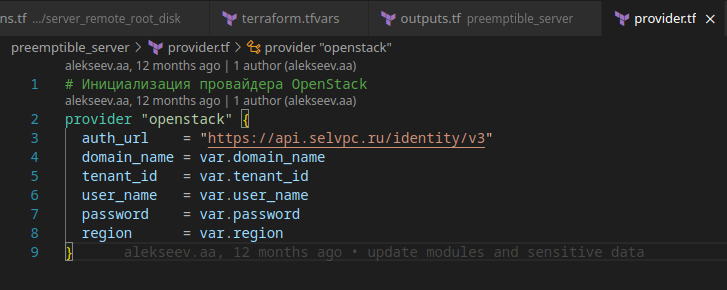 ns.tf .../server_remote_root_disk terraform.tfvars outputs.tf preemptible_server provider.tf ×
preemptible_server > provider.tf > provider "openstack"
alekseev.aa, 12 months ago | 1 author (alekseev.aa)
1 # Инициализация провайдера OpenStack
alekseev.aa, 12 months ago | 1 author (alekseev.aa)
2 provider "openstack" {
3 auth_url = "https://api.selvpc.ru/identity/v3"
4 domain_name = var.domain_name
5 tenant_id = var.tenant_id
6 user_name = var.user_name
7 password = var.password
8 region = var.region
9 } alekseev.aa, 12 months ago • update modules and sensitive data